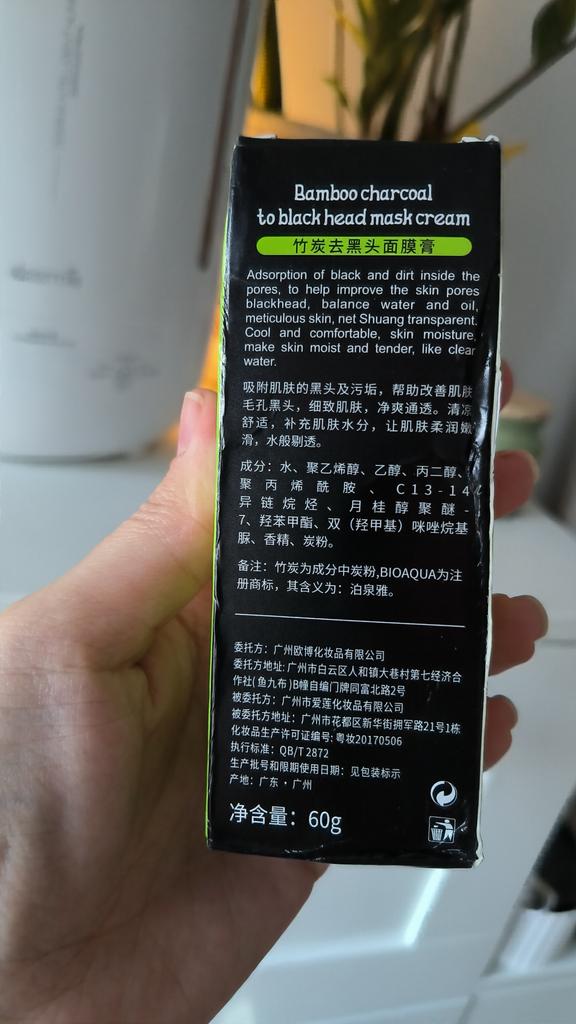 Bamboo charcoal
to black head mask cream
竹炭去黑头面膜膏
Adsorption of black and dirt inside the
pores, to help improve the skin pores
blackhead, balance water and oil,
meticulous skin, net Shuang transparent.
Cool and comfortable, skin moisture,
make skin moist and tender, like clear
water.
吸附肌肤的黑头及污垢，帮助改善肌肤
毛孔黑头，细致肌肤，净爽通透。清凉
舒适，补充肌肤水分，让肌肤柔润嫩
滑，水般剔透。
成分：水、聚乙烯醇、乙醇、丙二醇、
聚丙烯酰胺、C13-14
异链烷烃、月桂醇聚醚-
7、羟苯甲酯、双（羟甲基）咪唑烷基
脲、香精、炭粉。
备注：竹炭为成分中炭粉,BIOAQUA为注
册商标，其含义为：泊泉雅。
委托方：广州欧博化妆品有限公司
委托方地址:广州市白云区人和镇大巷村第七经济合
作社(鱼九布)B幢自编门牌同富北路2号
被委托方：广州市爱莲化妆品有限公司
被委托方地址：广州市花都区新华街拥军路21号1栋
化妆品生产许可证编号:粤妆20170506
执行标准：QB/T 2872
生产批号和限期使用日期：见包装标示
产地：广东·广州
净含量：60g